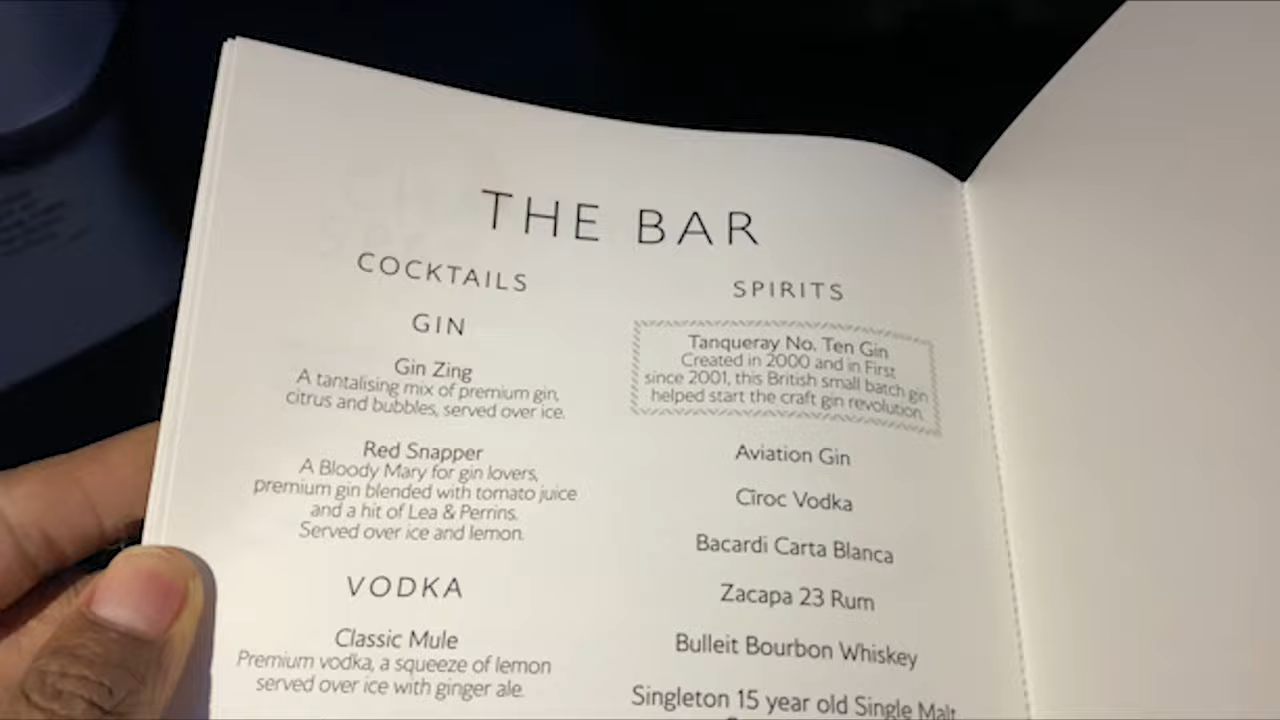 THE BAR
COCKTAILS
GIN
Gin Zing
A tantalising mix of premium gin,
citrus and bubbles, served over ice.
Red Snapper
A Bloody Mary for gin lovers,
premium gin blended with tomato juice
and a hit of Lea & Perrins.
Served over ice and lemon.
VODKA
Classic Mule
Premium vodka, a squeeze of lemon
served over ice with ginger ale.
SPIRITS
Tanqueray No. Ten Gin
Created in 2000 and in First
since 2001, this British small batch gin
helped start the craft gin revolution.
Aviation Gin
Cîroc Vodka
Bacardi Carta Blanca
Zacapa 23 Rum
Bulleit Bourbon Whiskey
Singleton 15 year old Single Malt